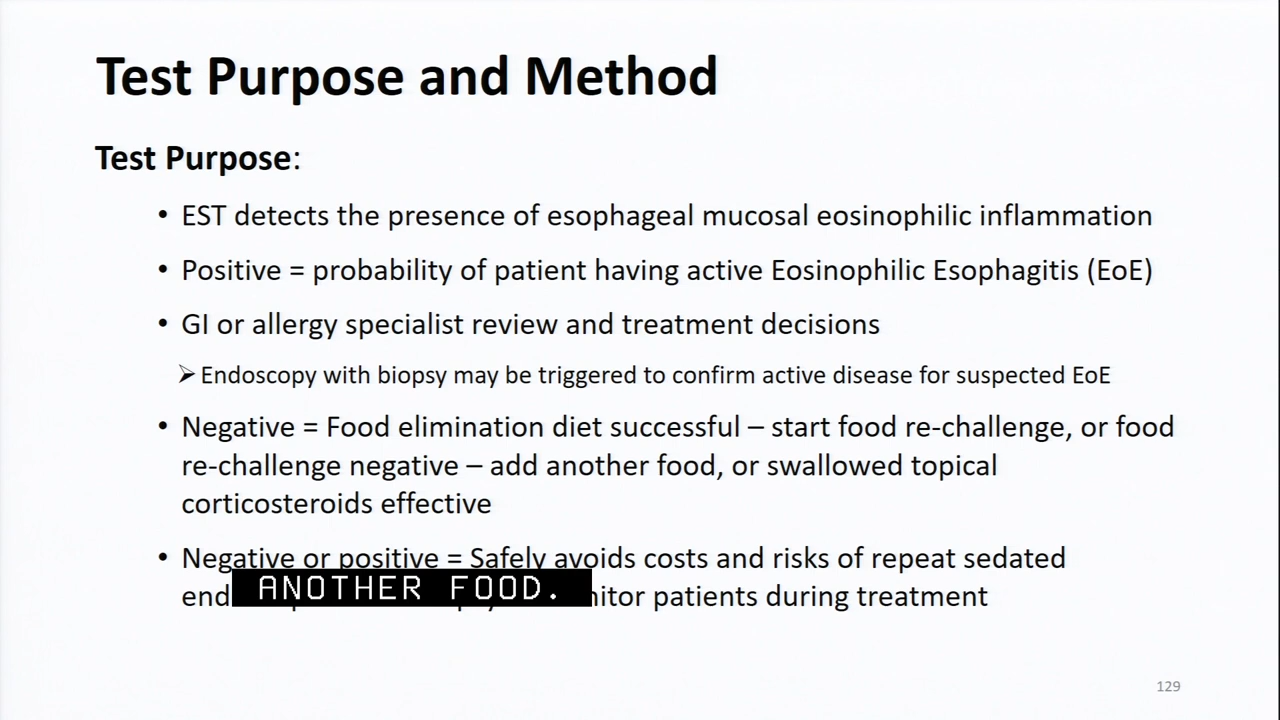 Test Purpose and Method
Test Purpose:
• EST detects the presence of esophageal mucosal eosinophilic inflammation
• Positive = probability of patient having active Eosinophilic Esophagitis (EoE)
• GI or allergy specialist review and treatment decisions
➢ Endoscopy with biopsy may be triggered to confirm active disease for suspected EoE
• Negative = Food elimination diet successful – start food re-challenge, or food
re-challenge negative – add another food, or swallowed topical
corticosteroids effective
• Negative or positive = Safely avoids costs and risks of repeat sedated
patients during treatment
ANOTHER FOOD.
129